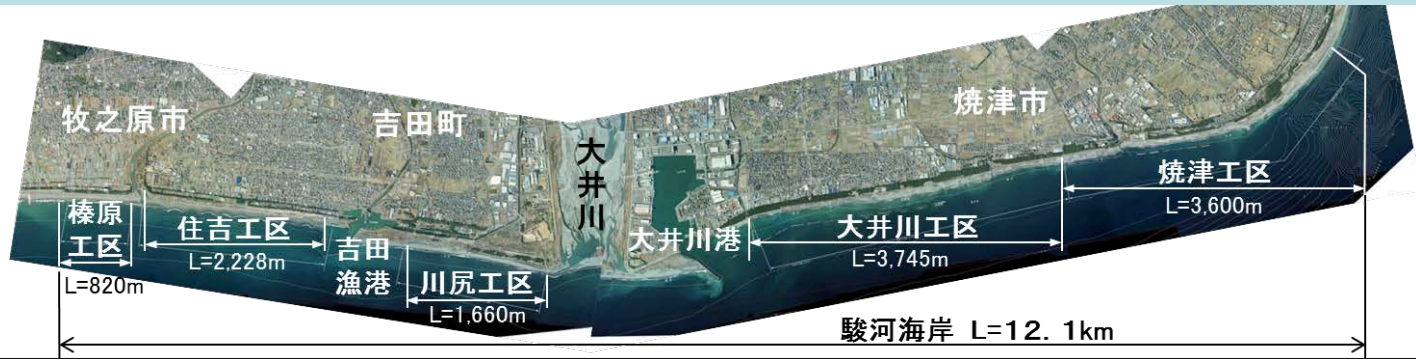 牧之原市
吉田町
大井川
焼津市
榛原
工区
L=820m
住吉工区
L=2,228m
吉田
漁港
川尻工区
L=1,660m
大井川港
大井川工区
L=3,745m
焼津工区
L=3,600m
駿河海岸 L=12.1km